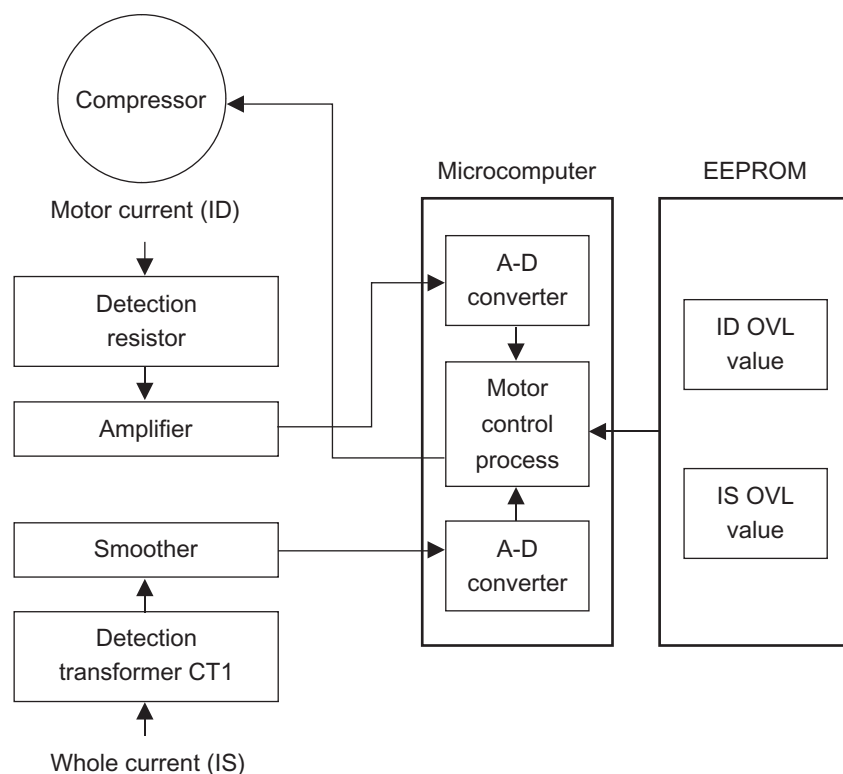 Compressor
Motor current (ID)
Detection
resistor
Amplifier
Smoother
Detection
transformer CT1
Whole current (IS)
Microcomputer
A-D
converter
Motor
control
process
A-D
converter
EEPROM
ID OVL
value
IS OVL
value